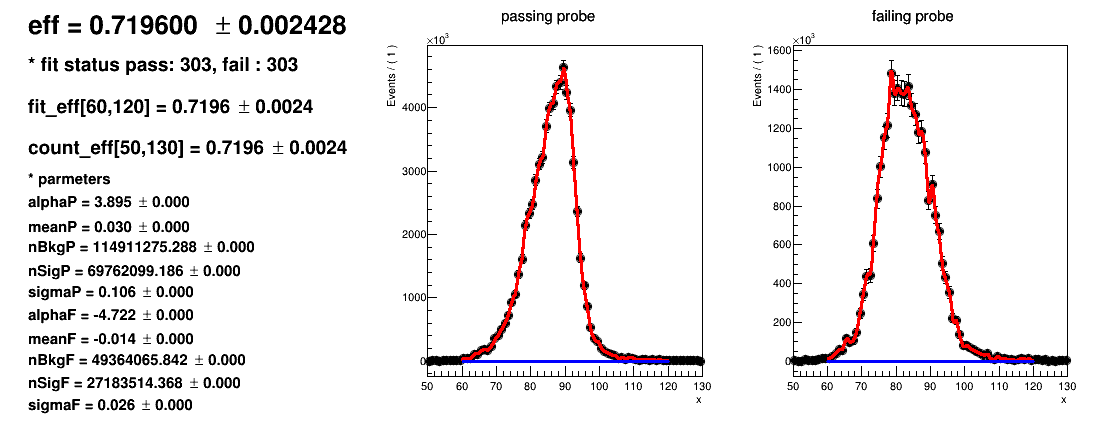 eff = 0.719600 ± 0.002428
* fit status pass: 303, fail : 303
fit_eff[60,120] = 0.7196 ± 0.0024
count_eff[50,130] = 0.7196 ± 0.0024
* parmeters
alphaP = 3.895 ± 0.000
meanP = 0.030 ± 0.000
nBkgP = 114911275.288 ± 0.000
nSigP = 69762099.186 ± 0.000
sigmaP = 0.106 ± 0.000
alphaF = -4.722 ± 0.000
meanF = -0.014 ± 0.000
nBkgF = 49364065.842 ± 0.000
nSigF = 27183514.368 ± 0.000
sigmaF = 0.026 ± 0.000
passing probe
×10³
Events / ( 1 )
4000
3000
2000
1000
0
50 60 70 80 90 100 110 120 130
x
failing probe
×10³
Events / ( 1 )
1600
1400
1200
1000
800
600
400
200
0
50 60 70 80 90 100 110 120 130
x